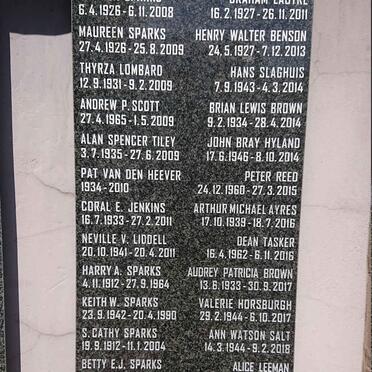 6.4.1926 - 6.11.2008
MAUREEN SPARKS
27.4.1926 - 25.8.2009
THYRZA LOMBARD
12.9.1931 - 9.2.2009
ANDREW P. SCOTT
27.4.1965 - 1.5.2009
ALAN SPENCER TILEY
3.7.1935 - 27.6.2009
PAT VAN DEN HEEVER
1934 - 2010
CORAL E. JENKINS
16.7.1933 - 27.2.2011
NEVILLE V. LIDDELL
20.10.1941 - 20.4.2011
HARRY A. SPARKS
4.11.1912 - 27.9.1964
KEITH W. SPARKS
23.9.1942 - 20.4.1990
S. CATHY SPARKS
19.9.1912 - 11.1.2004
BETTY E.J. SPARKS
16.2.1927 - 26.11.2011
HENRY WALTER BENSON
24.5.1927 - 7.12.2013
HANS SLAGHUIS
7.9.1943 - 4.3.2014
BRIAN LEWIS BROWN
9.2.1934 - 28.4.2014
JOHN BRAY HYLAND
17.6.1946 - 8.10.2014
PETER REED
24.12.1960 - 27.3.2015
ARTHUR MICHAEL AYRES
17.10.1939 - 18.7.2016
DEAN TASKER
16.4.1962 - 6.11.2016
AUDREY PATRICIA BROWN
13.6.1933 - 30.9.2017
VALERIE HORSBURGH
29.2.1944 - 6.10.2017
ANN WATSON SALT
14.3.1944 - 9.2.2018
ALICE LEEMAN